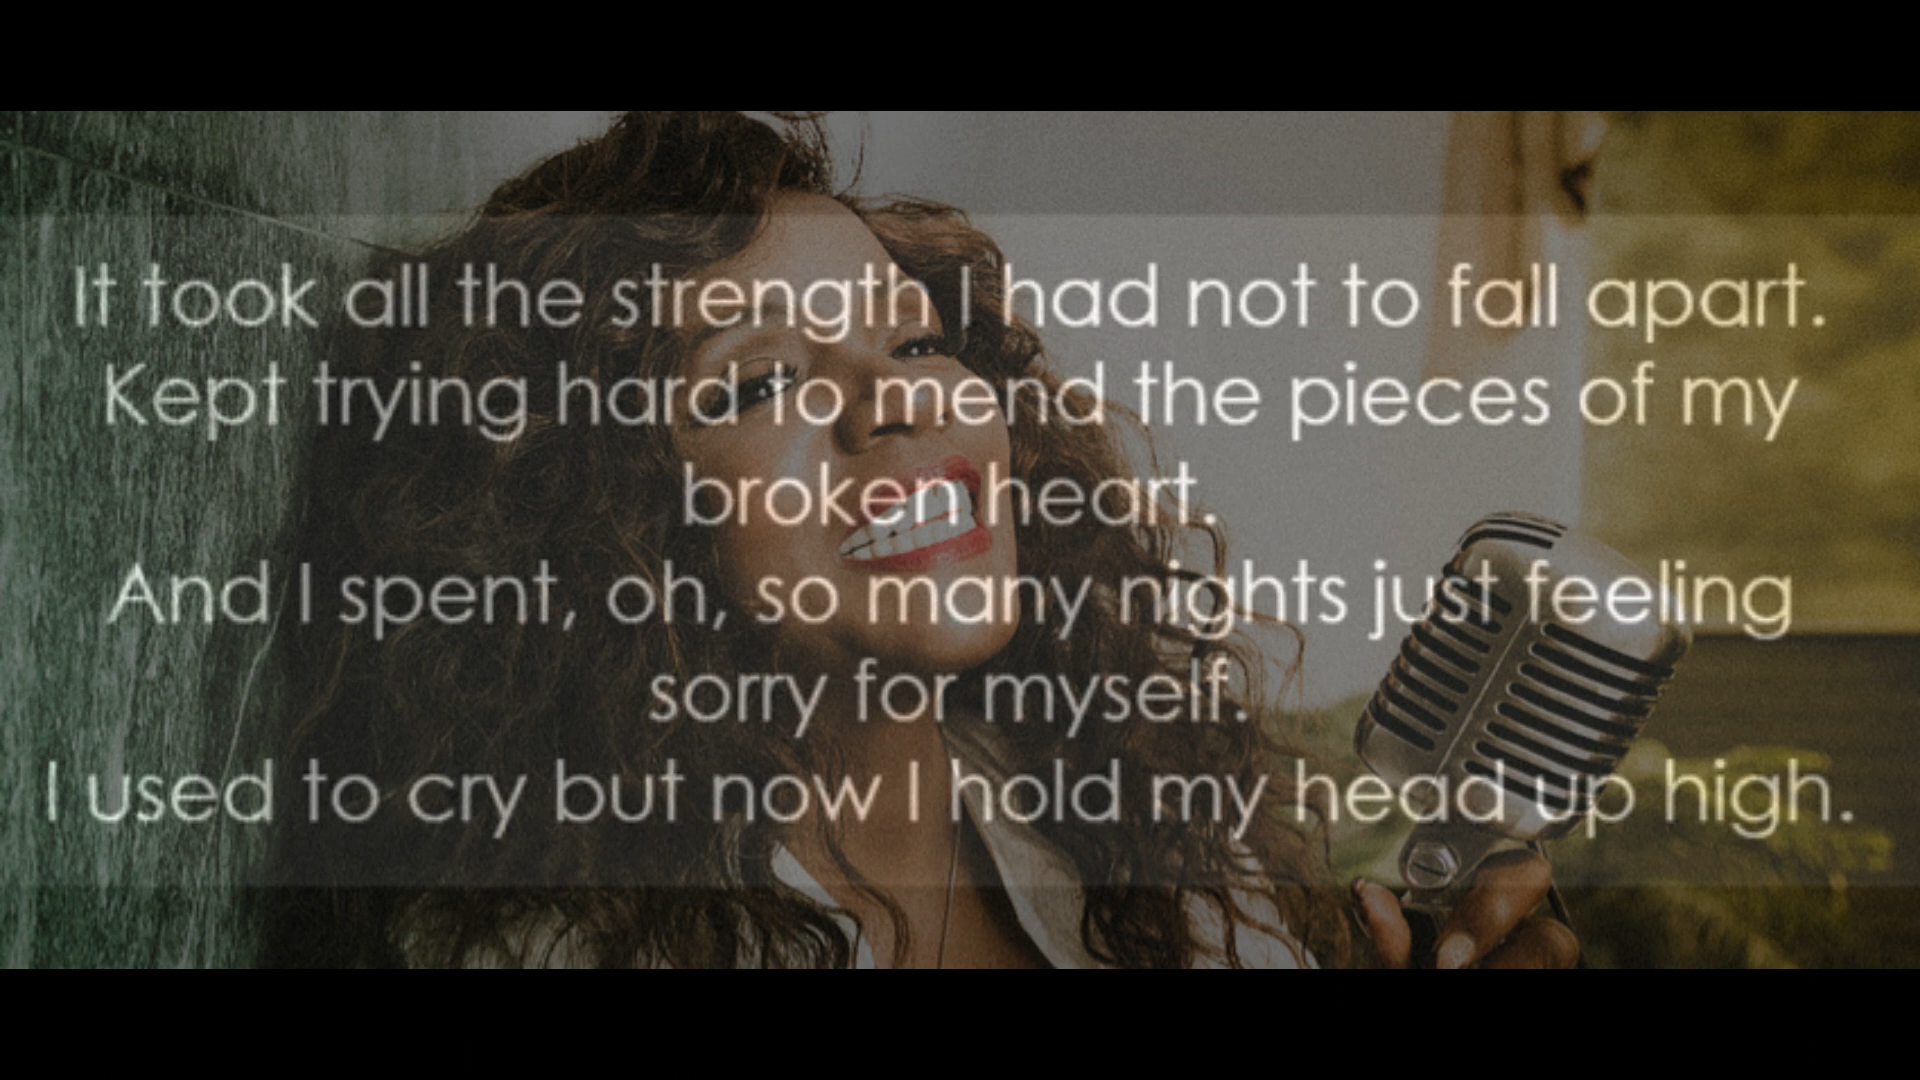 It took all the strength I had not to fall apart.
Kept trying hard to mend the pieces of my
broken heart.
And I spent, oh, so many nights just feeling
sorry for myself.
I used to cry but now I hold my head up high.